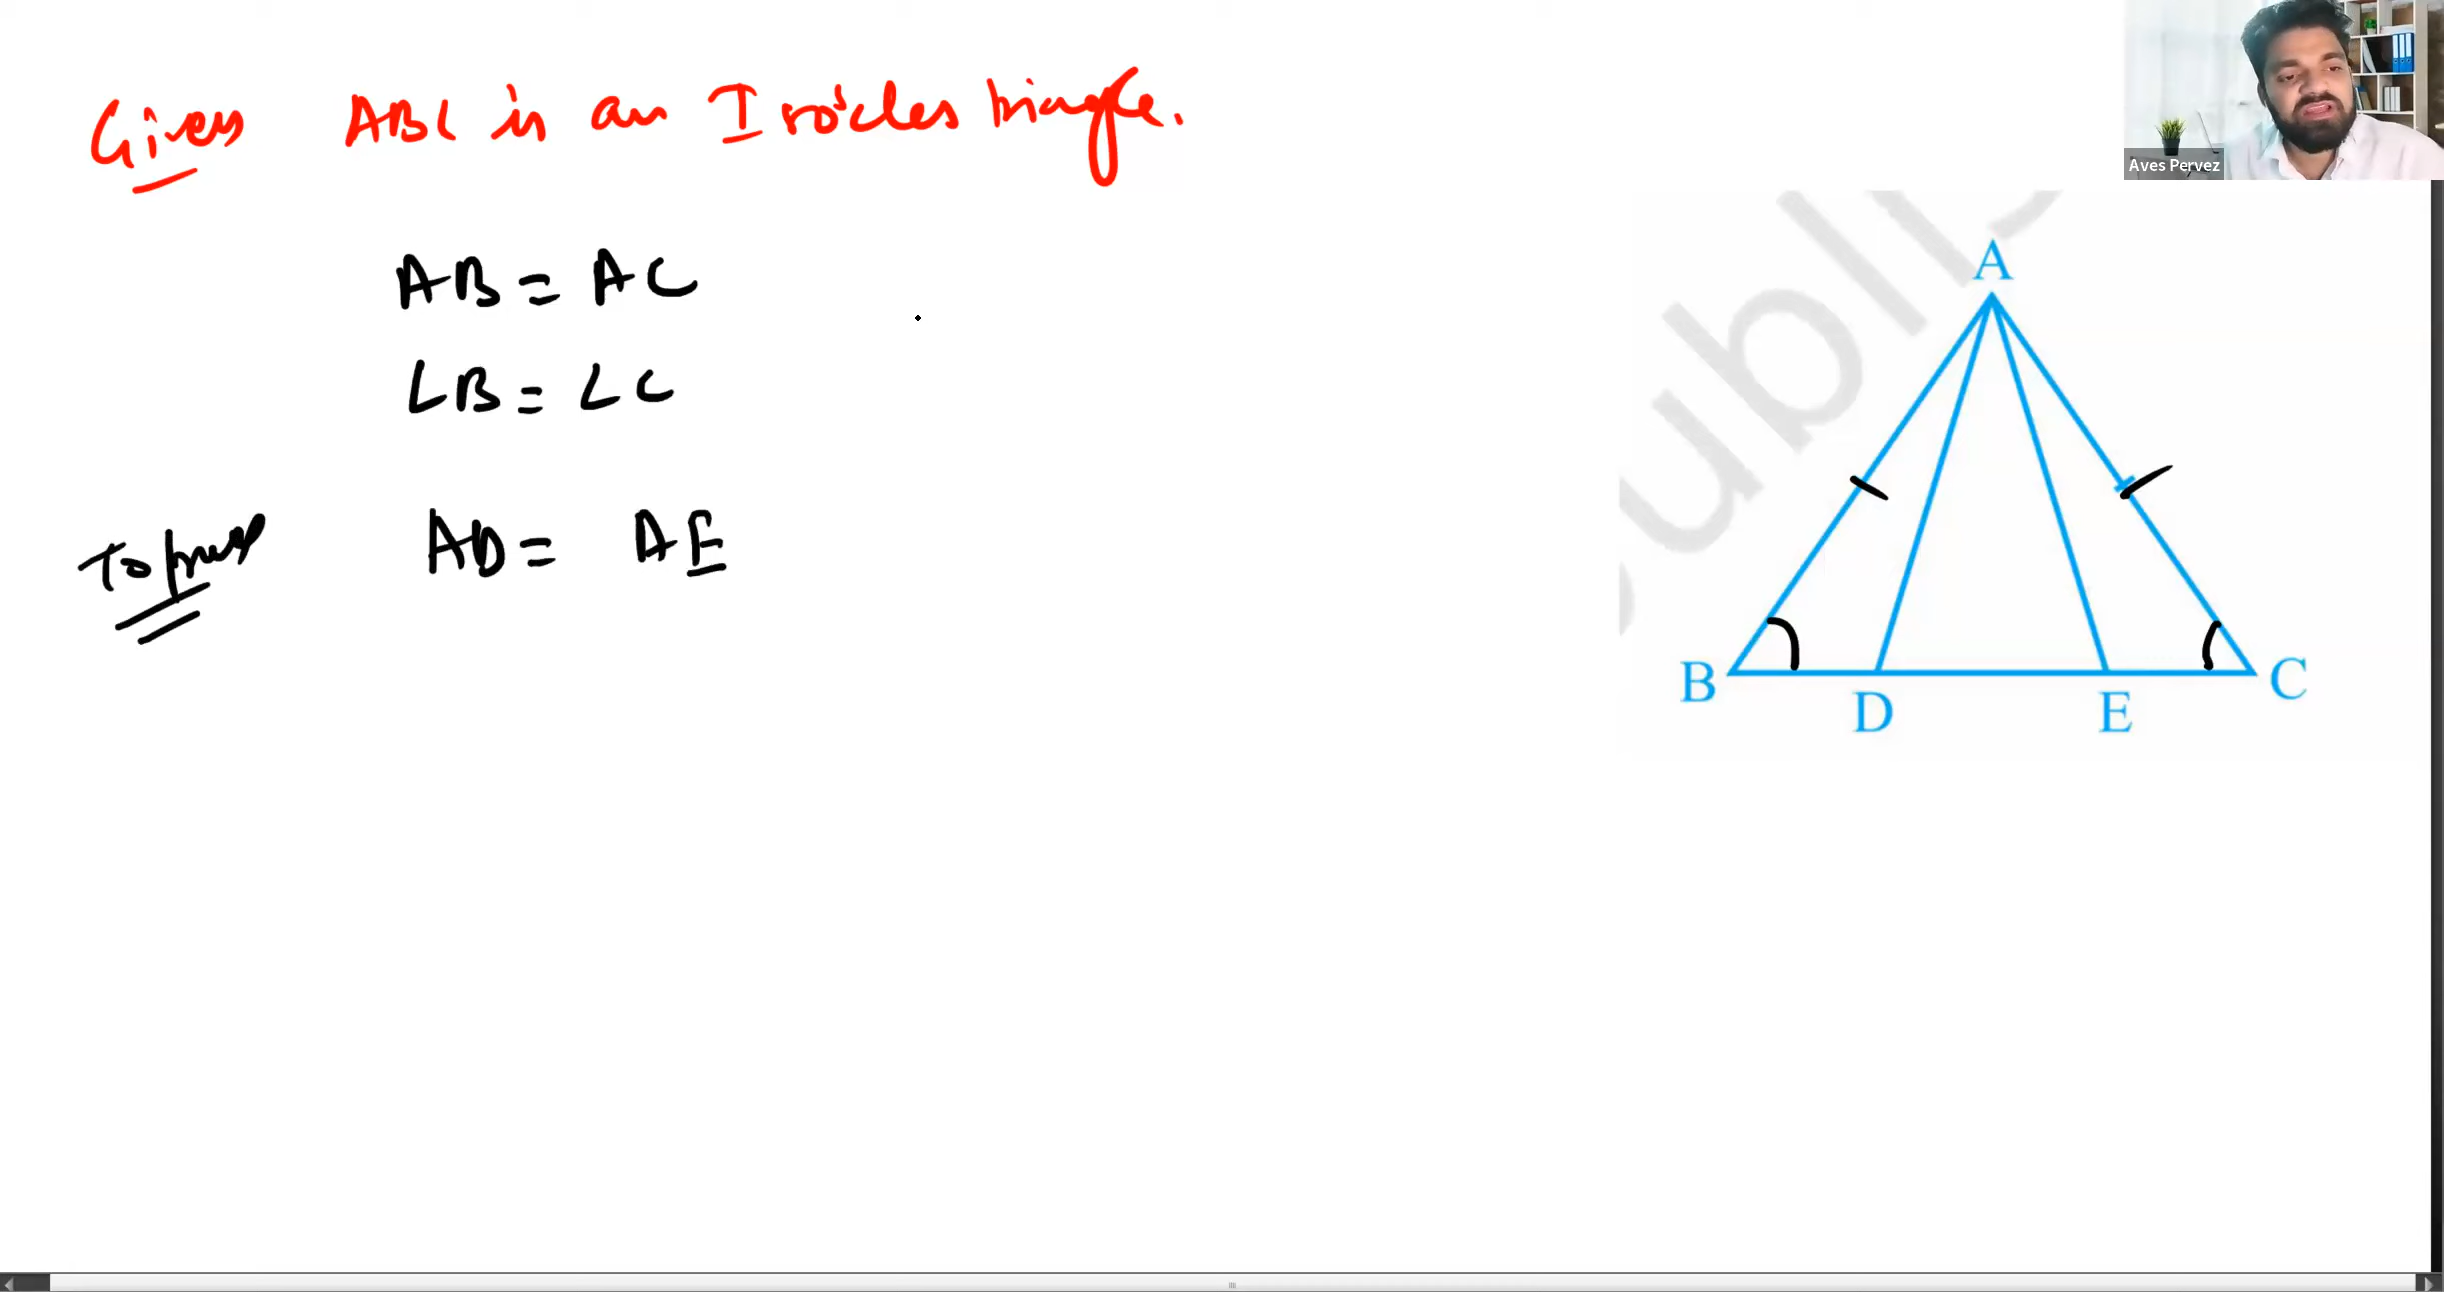 Given ABC is an Isosceles triangle.
AB = AC
∠B = ∠C
To prove AD = AE
Aves Pervez
A
B
D
E
C